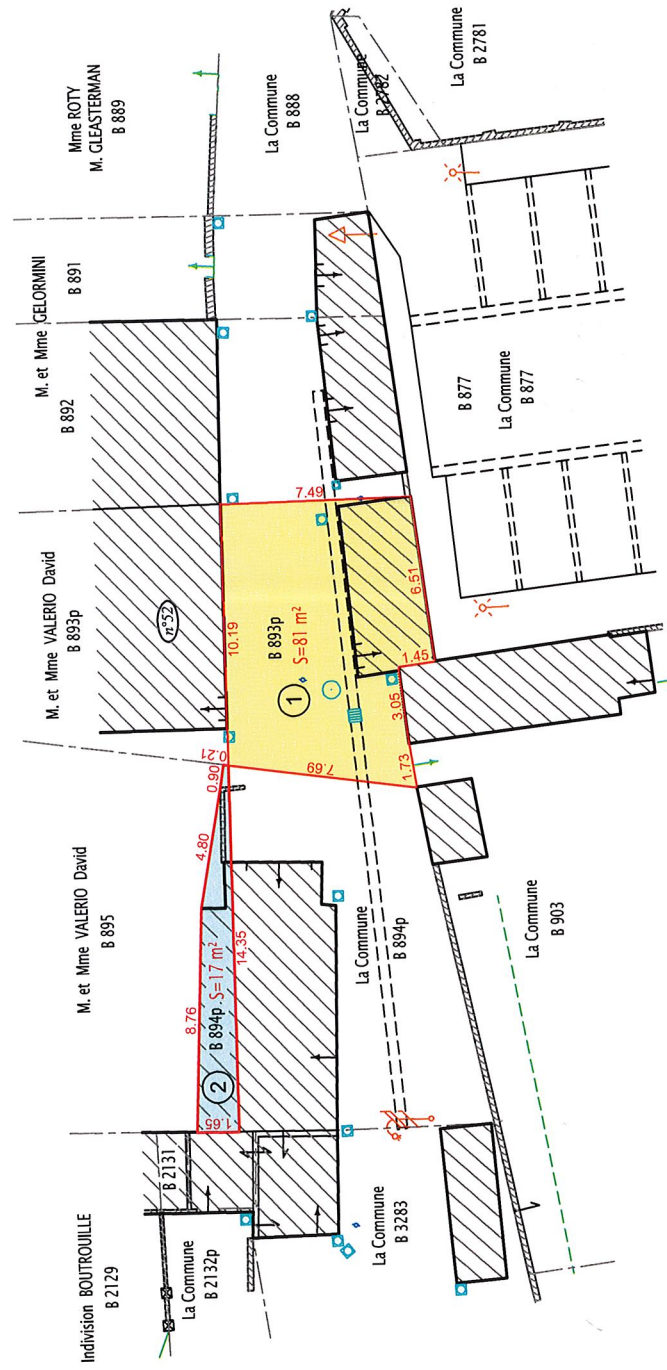 Mme ROTY
M. GLEASTERMAN
B 889
La Commune
B 888
La Commune
B 2782
La Commune
B 2781
M. et Mme GELORMINI
B 891
B 892
M. et Mme VALERIO David
B 893p
n°52
10.19
7.49
B 893p
S=81 m²
1
6.51
1.45
3.05
1.73
7.69
0.21
0.90
B 877
La Commune
B 877
M. et Mme VALERIO David
B 895
4.80
8.76
14.35
1.65
B 894p
S=17 m²
2
La Commune
B 894p
La Commune
B 903
Indivision BOUTROUILLE
B 2129
B 2131
La Commune
B 2132p
La Commune
B 3283